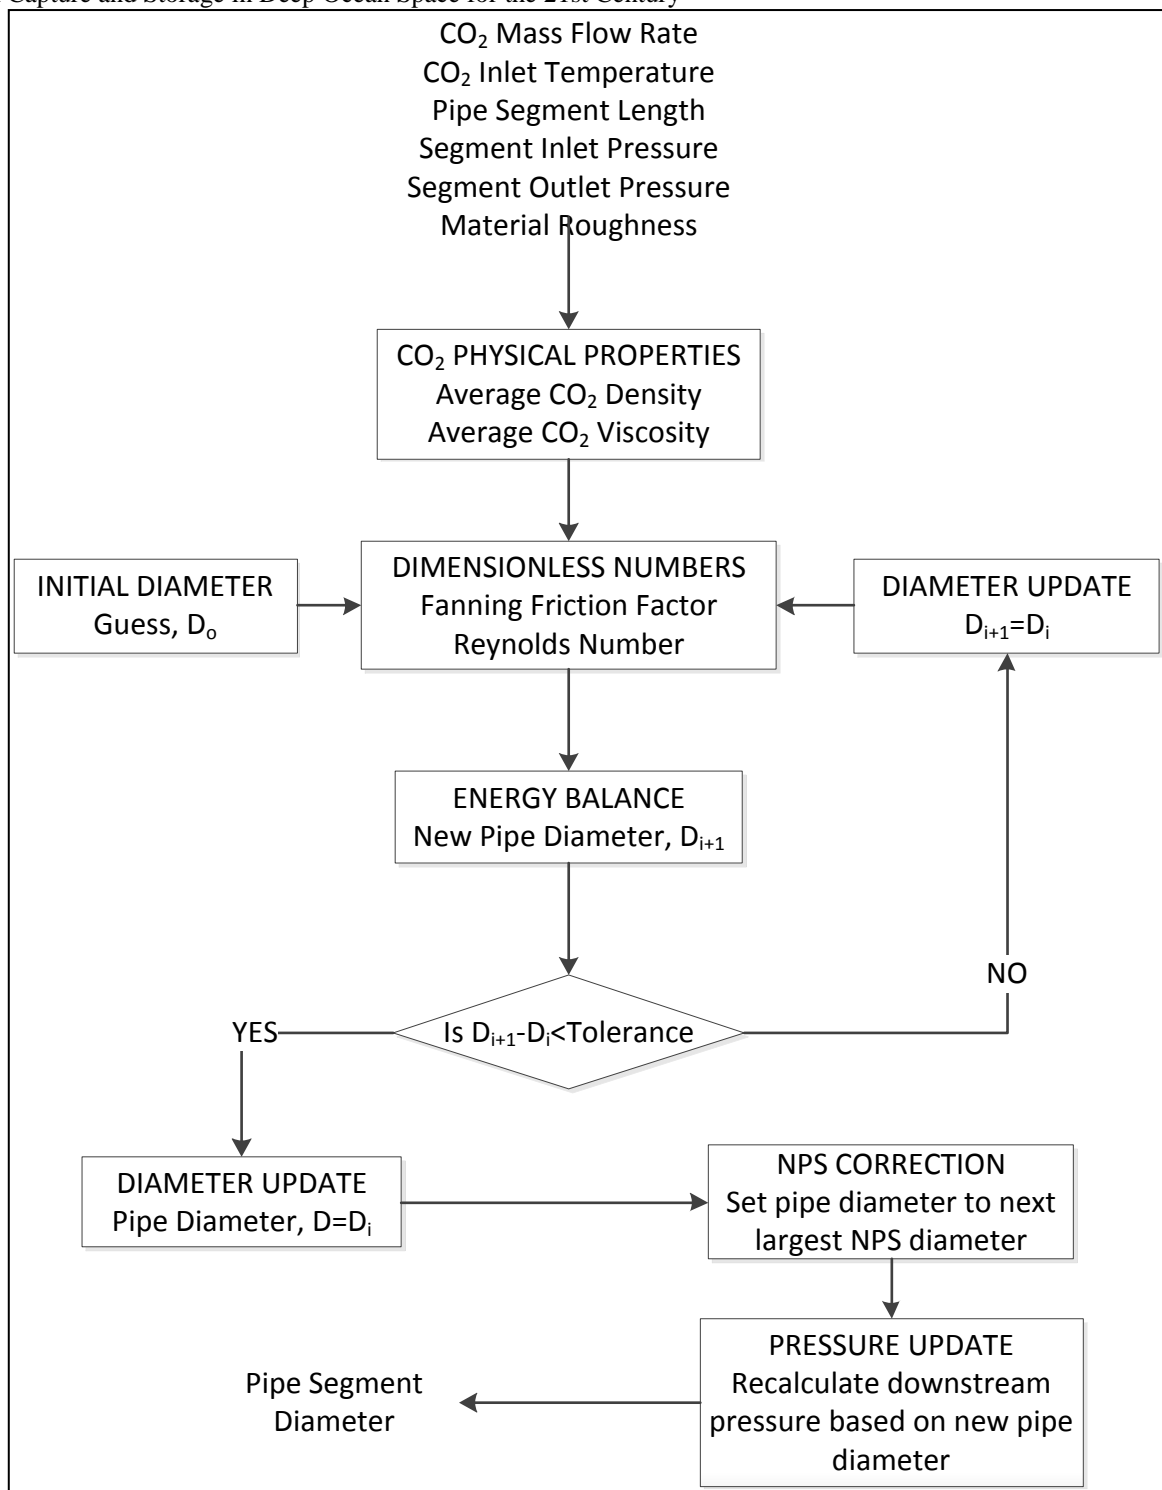 Capture and Storage in Deep Ocean Space for the 21st Century
CO₂ Mass Flow Rate
CO₂ Inlet Temperature
Pipe Segment Length
Segment Inlet Pressure
Segment Outlet Pressure
Material Roughness
CO₂ PHYSICAL PROPERTIES
Average CO₂ Density
Average CO₂ Viscosity
INITIAL DIAMETER
Guess, Dₒ
DIMENSIONLESS NUMBERS
Fanning Friction Factor
Reynolds Number
DIAMETER UPDATE
Dᵢ₊₁=Dᵢ
ENERGY BALANCE
New Pipe Diameter, Dᵢ₊₁
NO
YES
Is Dᵢ₊₁-Dᵢ<Tolerance
DIAMETER UPDATE
Pipe Diameter, D=Dᵢ
NPS CORRECTION
Set pipe diameter to next
largest NPS diameter
PRESSURE UPDATE
Recalculate downstream
pressure based on new pipe
diameter
Pipe Segment
Diameter